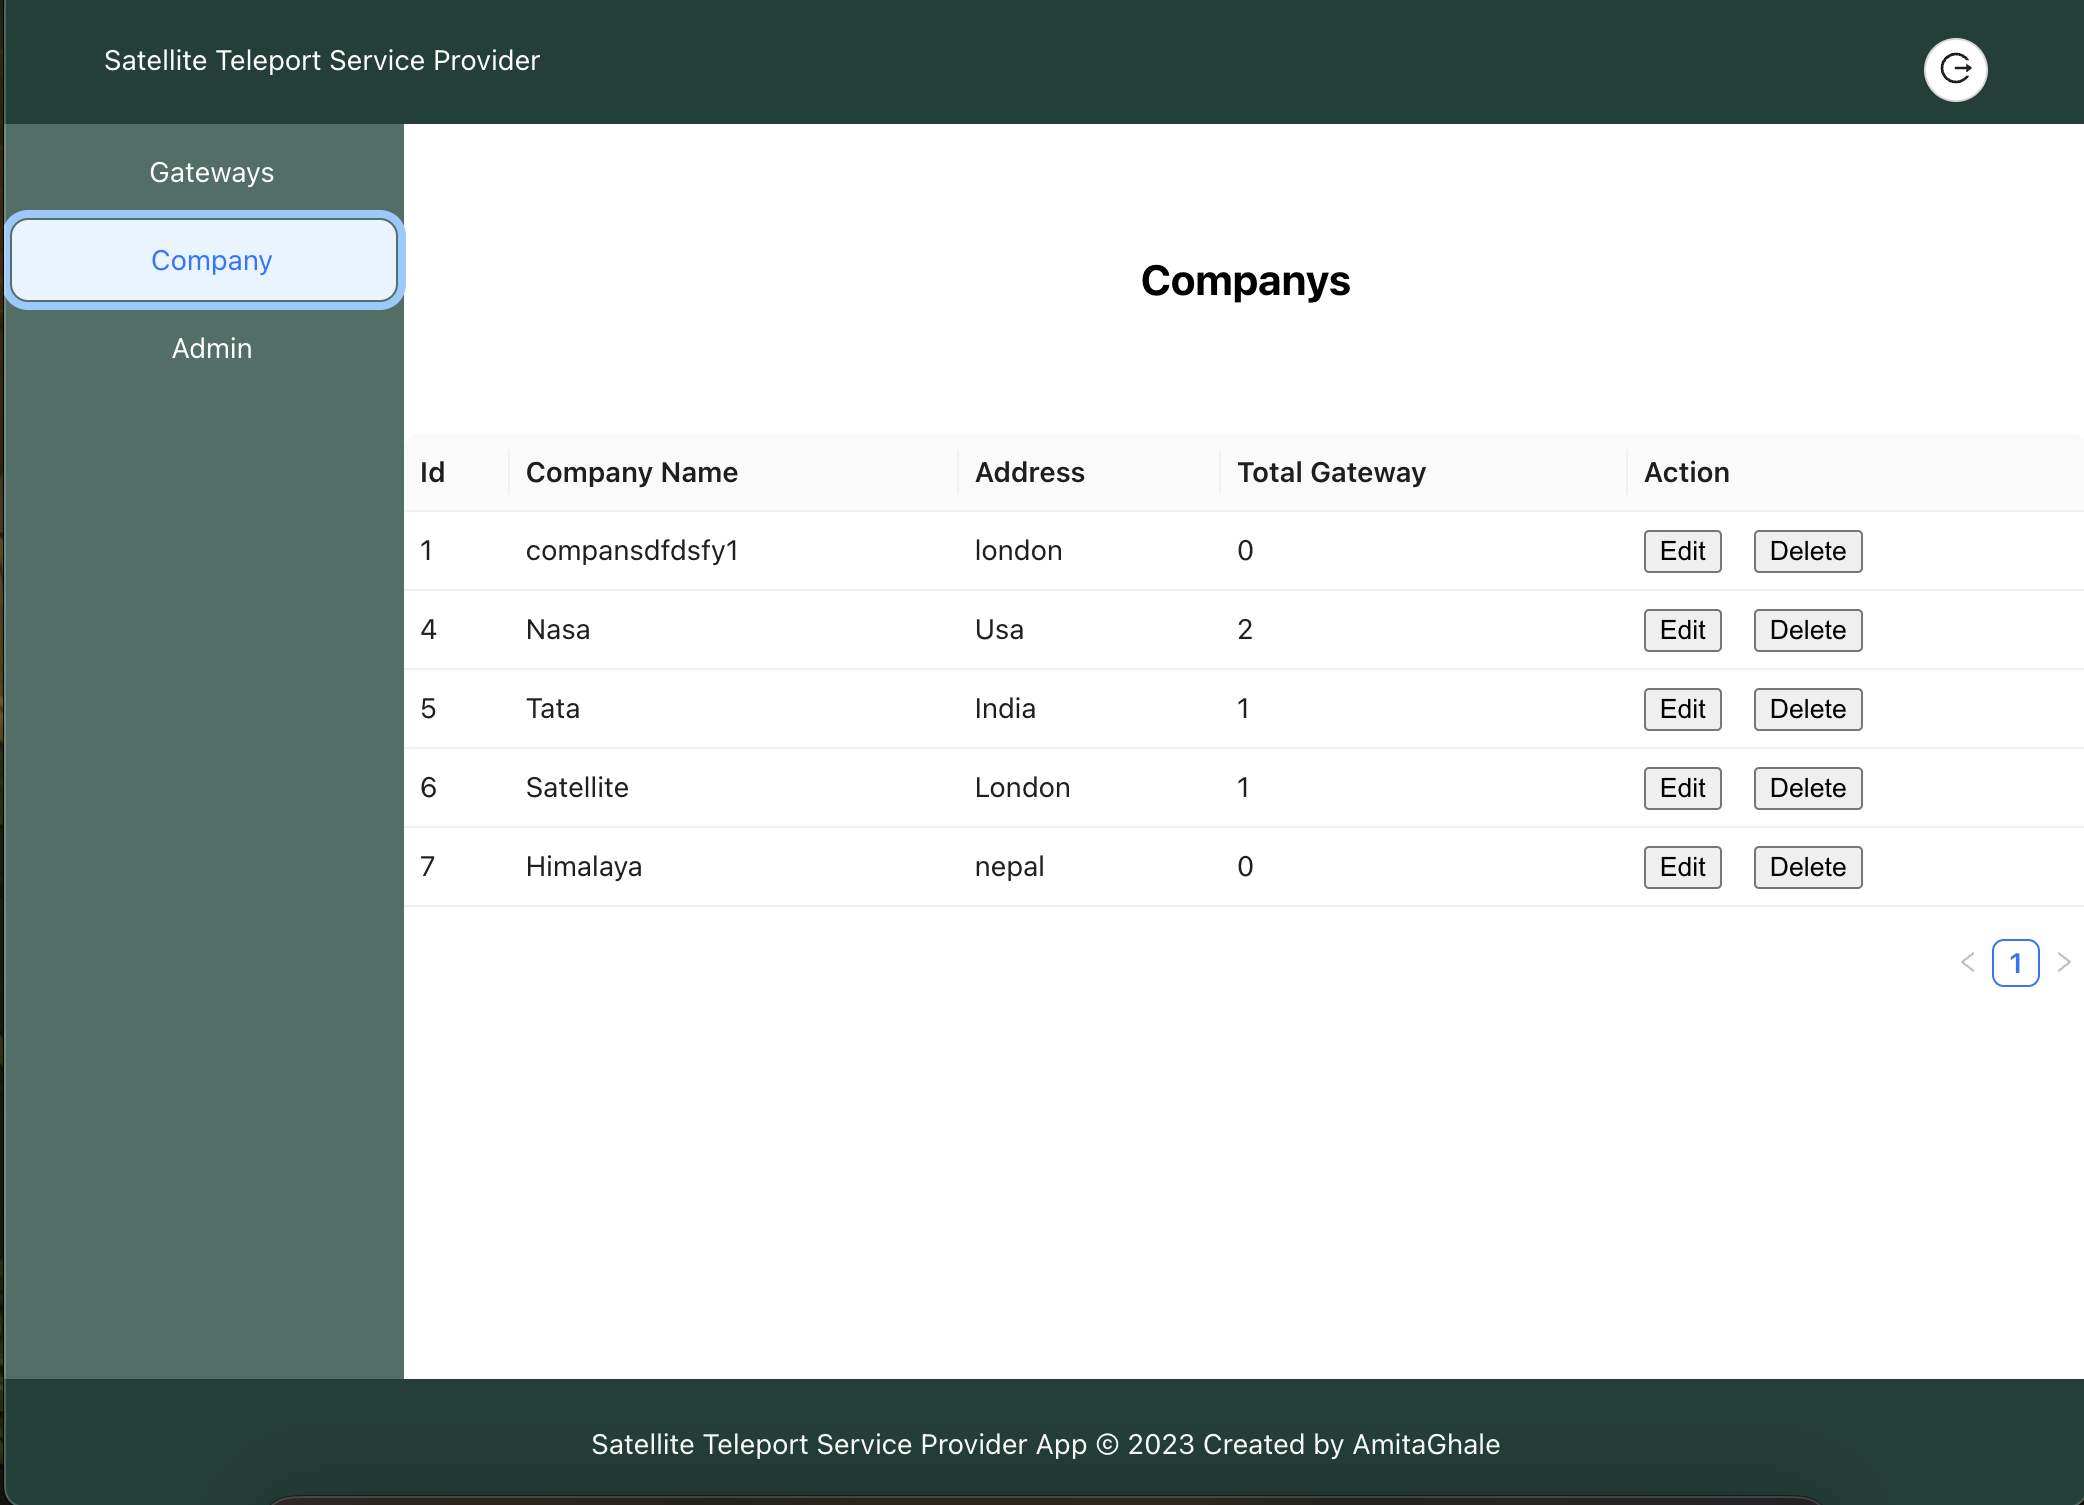 Satellite Teleport Service Provider
Gateways
Company
Admin
Companys
Id Company Name Address Total Gateway Action
1 compansdfdsfy1 london 0 Edit Delete
4 Nasa Usa 2 Edit Delete
5 Tata India 1 Edit Delete
6 Satellite London 1 Edit Delete
7 Himalaya nepal 0 Edit Delete
1
Satellite Teleport Service Provider App © 2023 Created by AmitaGhale